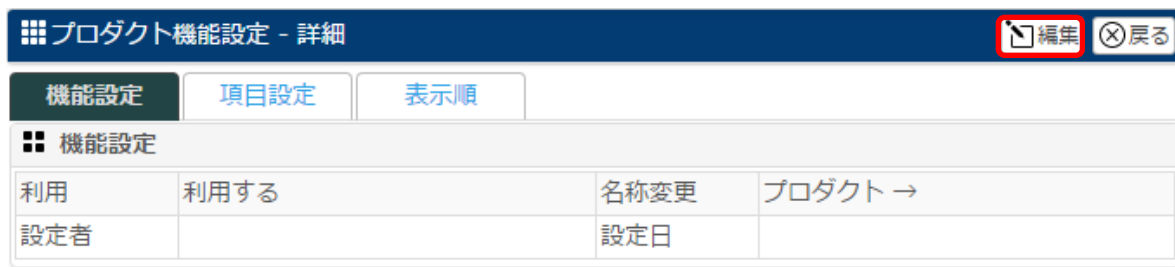 プロダクト機能設定 - 詳細 編集 戻る
機能設定 項目設定 表示順
機能設定
利用 利用する 名称変更 プロダクト →
設定者 設定日